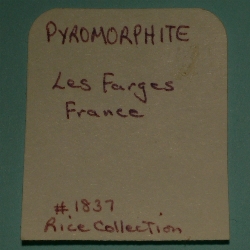 PYROMORPHITE
Les Farges
France
# 1837
Rice Collection